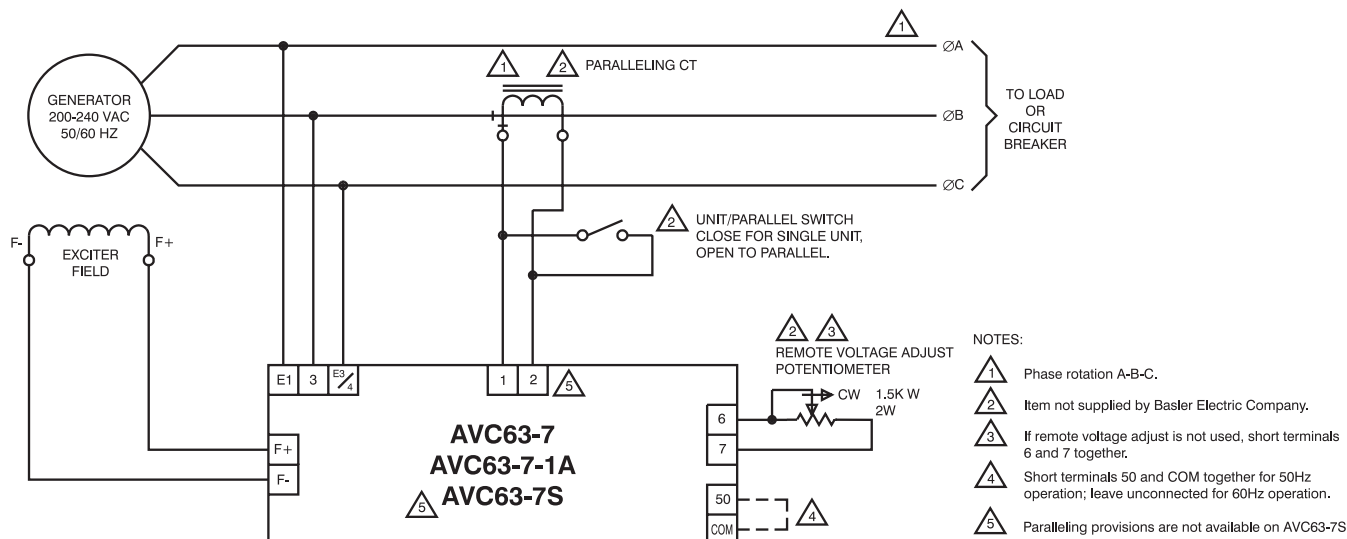 1
ØA
1
2
PARALLELING CT
GENERATOR
200-240 VAC
50/60 HZ
ØB
TO LOAD
OR
CIRCUIT
BREAKER
ØC
2
UNIT/PARALLEL SWITCH
CLOSE FOR SINGLE UNIT,
OPEN TO PARALLEL.
F-
F+
EXCITER
FIELD
2
3
REMOTE VOLTAGE ADJUST
POTENTIOMETER
CW
1.5K W
2W
E1
3
E3/4
1
2
5
6
7
F+
F-
AVC63-7
AVC63-7-1A
5
AVC63-7S
50
COM
4
NOTES:
1
Phase rotation A-B-C.
2
Item not supplied by Basler Electric Company.
3
If remote voltage adjust is not used, short terminals
6 and 7 together.
4
Short terminals 50 and COM together for 50Hz
operation; leave unconnected for 60Hz operation.
5
Paralleling provisions are not available on AVC63-7S